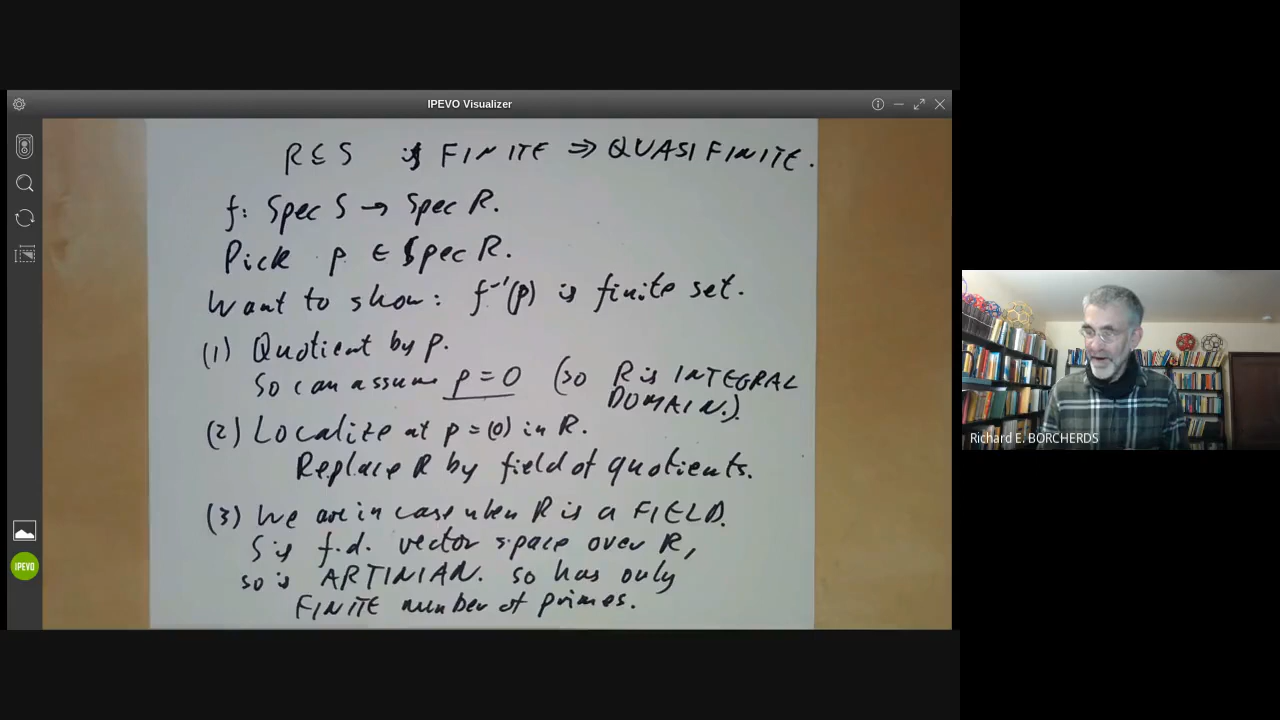 IPEVO Visualizer
R ⊆ S is FINITE ⇒ QUASI FINITE.
f: Spec S → Spec R.
Pick p ∈ Spec R.
Want to show: f⁻¹(p) is finite set.
(1) Quotient by p.
So can assume p = 0 (so R is INTEGRAL
DOMAIN.)
(2) Localize at p = (0) in R.
Replace R by field of quotients.
(3) We are in case when R is a FIELD.
S is f.d. vector space over R,
so is ARTINIAN. so has only
FINITE number of primes.
IPEVO
Richard E. BORCHERDS